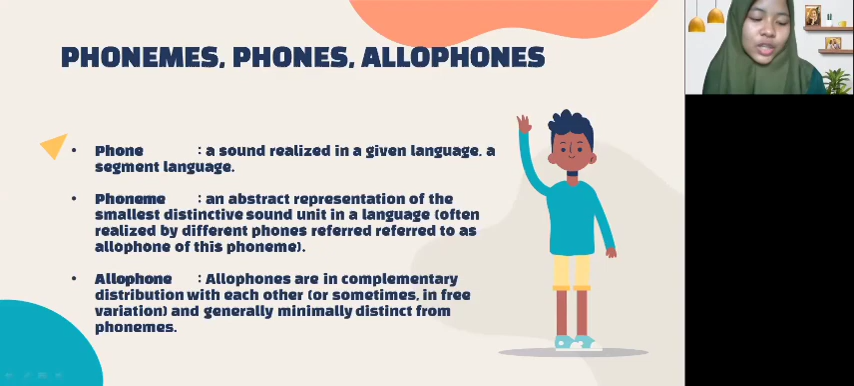 PHONEMES, PHONES, ALLOPHONES
• Phone : a sound realized in a given language. a
segment language.
• Phoneme : an abstract representation of the
smallest distinctive sound unit in a language (often
realized by different phones referred referred to as
allophone of this phoneme).
• Allophone : Allophones are in complementary
distribution with each other (or sometimes, in free
variation) and generally minimally distinct from
phonemes.